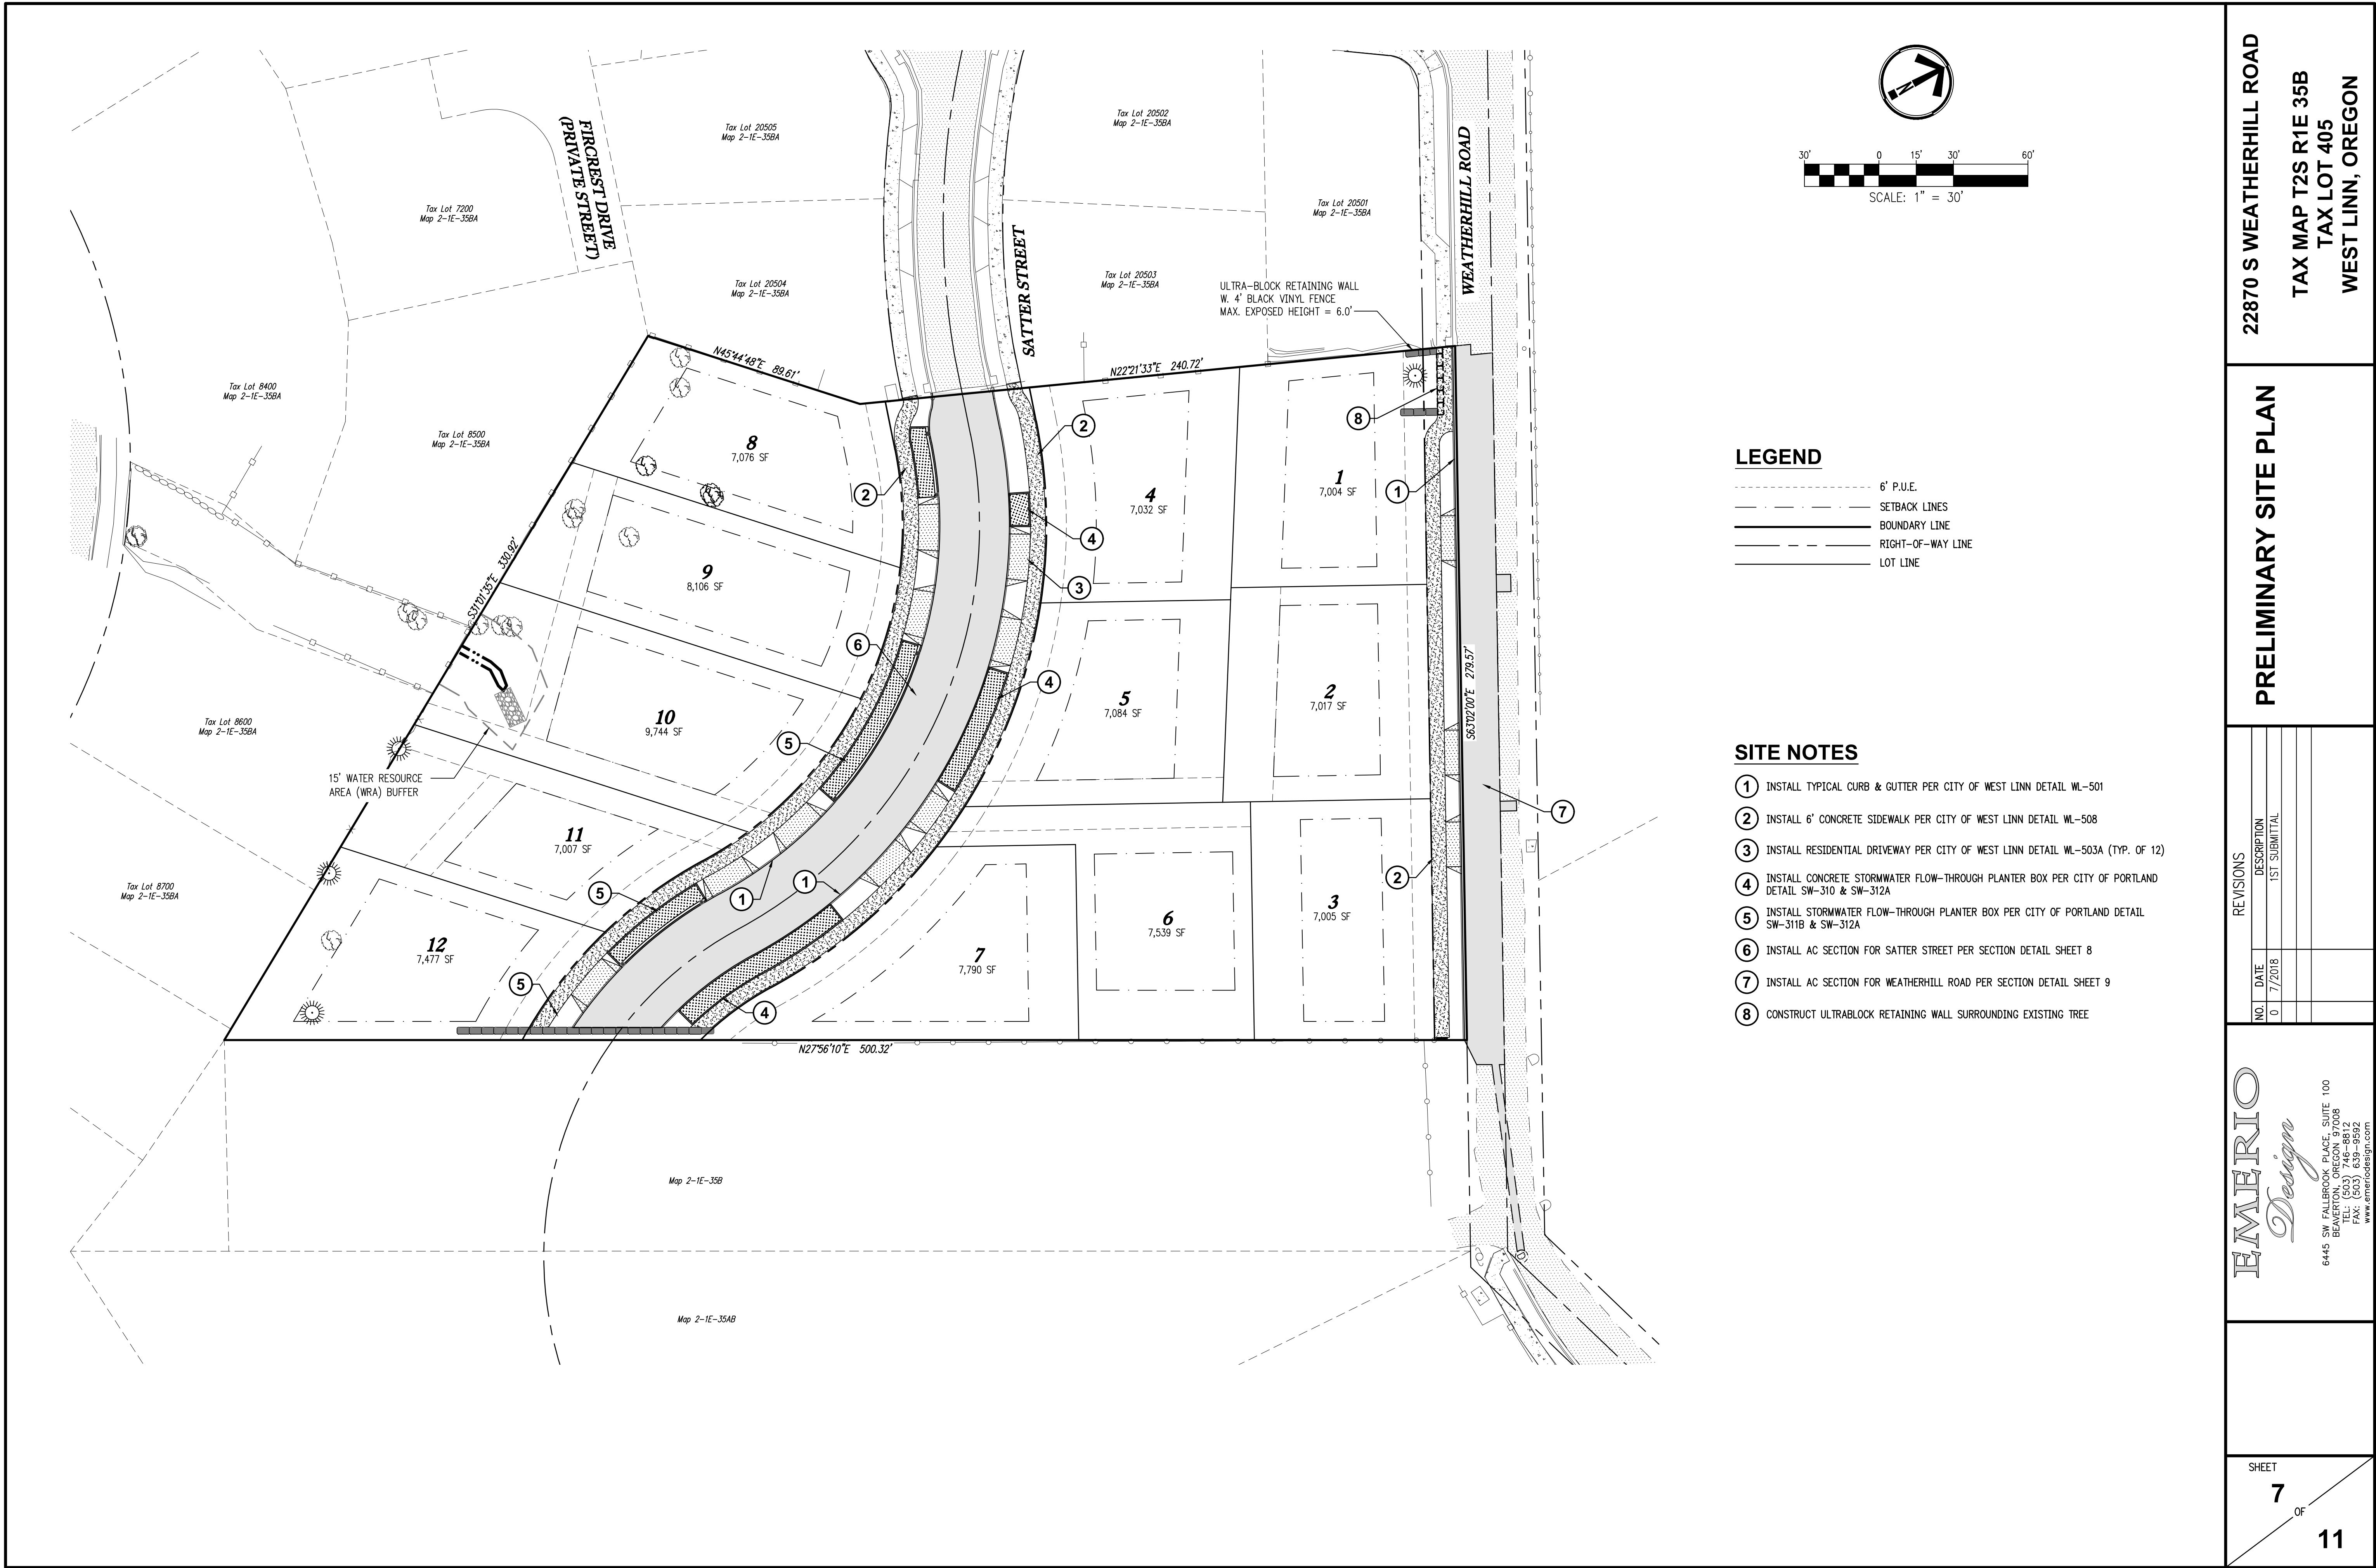 FIRCREST DRIVE
(PRIVATE STREET)
Tax Lot 20505
Map 2-1E-35BA
Tax Lot 20502
Map 2-1E-35BA
Tax Lot 7200
Map 2-1E-35BA
Tax Lot 20501
Map 2-1E-35BA
WEATHERHILL ROAD
SATTER STREET
Tax Lot 20504
Map 2-1E-35BA
Tax Lot 20503
Map 2-1E-35BA
ULTRA-BLOCK RETAINING WALL
W. 4' BLACK VINYL FENCE
MAX. EXPOSED HEIGHT = 6.0'
N45°44'48"E 89.61'
N22°21'33"E 240.72'
Tax Lot 8400
Map 2-1E-35BA
Tax Lot 8500
Map 2-1E-35BA
8
7,076 SF
2
2
4
7,032 SF
1
7,004 SF
8
1
4
3
S31°01'35"E 330.92'
9
8,106 SF
6
4
5
7,084 SF
2
7,017 SF
S63°02'00"E 279.57'
Tax Lot 8600
Map 2-1E-35BA
10
9,744 SF
5
15' WATER RESOURCE
AREA (WRA) BUFFER
7
11
7,007 SF
5
1
1
2
Tax Lot 8700
Map 2-1E-35BA
12
7,477 SF
5
4
7
7,790 SF
6
7,539 SF
3
7,005 SF
N27°56'10"E 500.32'
Map 2-1E-35B
Map 2-1E-35AB
N
30' 0 15' 30' 60'
SCALE: 1" = 30'
LEGEND
6' P.U.E.
SETBACK LINES
BOUNDARY LINE
RIGHT-OF-WAY LINE
LOT LINE
SITE NOTES
1 INSTALL TYPICAL CURB & GUTTER PER CITY OF WEST LINN DETAIL WL-501
2 INSTALL 6' CONCRETE SIDEWALK PER CITY OF WEST LINN DETAIL WL-508
3 INSTALL RESIDENTIAL DRIVEWAY PER CITY OF WEST LINN DETAIL WL-503A (TYP. OF 12)
4 INSTALL CONCRETE STORMWATER FLOW-THROUGH PLANTER BOX PER CITY OF PORTLAND
DETAIL SW-310 & SW-312A
5 INSTALL STORMWATER FLOW-THROUGH PLANTER BOX PER CITY OF PORTLAND DETAIL
SW-311B & SW-312A
6 INSTALL AC SECTION FOR SATTER STREET PER SECTION DETAIL SHEET 8
7 INSTALL AC SECTION FOR WEATHERHILL ROAD PER SECTION DETAIL SHEET 9
8 CONSTRUCT ULTRABLOCK RETAINING WALL SURROUNDING EXISTING TREE
22870 S WEATHERHILL ROAD
TAX MAP T2S R1E 35B
TAX LOT 405
WEST LINN, OREGON
PRELIMINARY SITE PLAN
REVISIONS
NO. DATE DESCRIPTION
0 7/2018 1ST SUBMITTAL
EMERIO
Design
6445 SW FALLBROOK PLACE, SUITE 100
BEAVERTON, OREGON 97008
TEL: (503) 746-8812
FAX: (503) 639-9592
www.emeriodesign.com
SHEET
7
OF
11